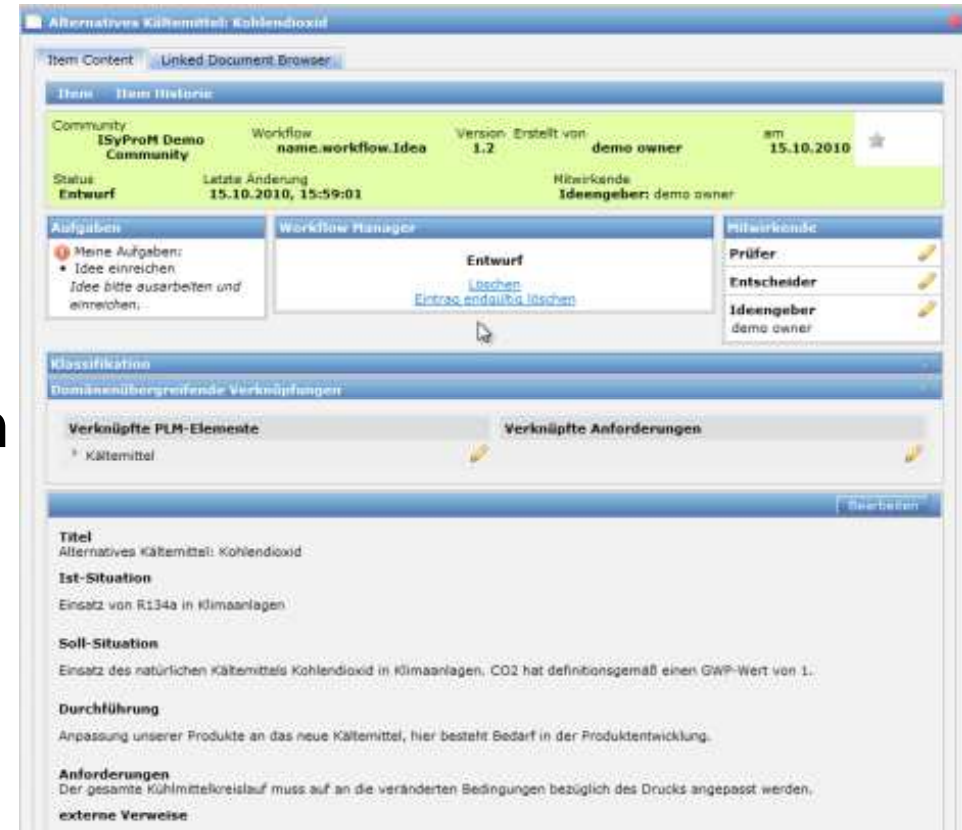 Alternatives Kältemittel: Kohlendioxid
Item Content Linked Document Browser
Item Item Historie
Community ISyProM Demo Community Workflow name.workflow.Idea Version 1.2 Erstellt von demo owner am 15.10.2010
Status Entwurf Letzte Änderung 15.10.2010, 15:59:01 Mitwirkende Ideengeber: demo owner
Aufgaben
Meine Aufgaben:
• Idee einreichen
Idee bitte ausarbeiten und
einreichen.
Workflow Manager
Entwurf
Löschen
Eintrag endgültig löschen
Mitwirkende
Prüfer
Entscheider
Ideengeber
demo owner
Klassifikation
Domänenübergreifende Verknüpfungen
Verknüpfte PLM-Elemente Verknüpfte Anforderungen
Kältemittel
Bearbeiten
Titel
Alternatives Kältemittel: Kohlendioxid
Ist-Situation
Einsatz von R134a in Klimaanlagen
Soll-Situation
Einsatz des natürlichen Kältemittels Kohlendioxid in Klimaanlagen. CO2 hat definitionsgemäß einen GWP-Wert von 1.
Durchführung
Anpassung unserer Produkte an das neue Kältemittel, hier besteht Bedarf in der Produktentwicklung.
Anforderungen
Der gesamte Kühlmittelkreislauf muss auf an die veränderten Bedingungen bezüglich des Drucks angepasst werden.
externe Verweise